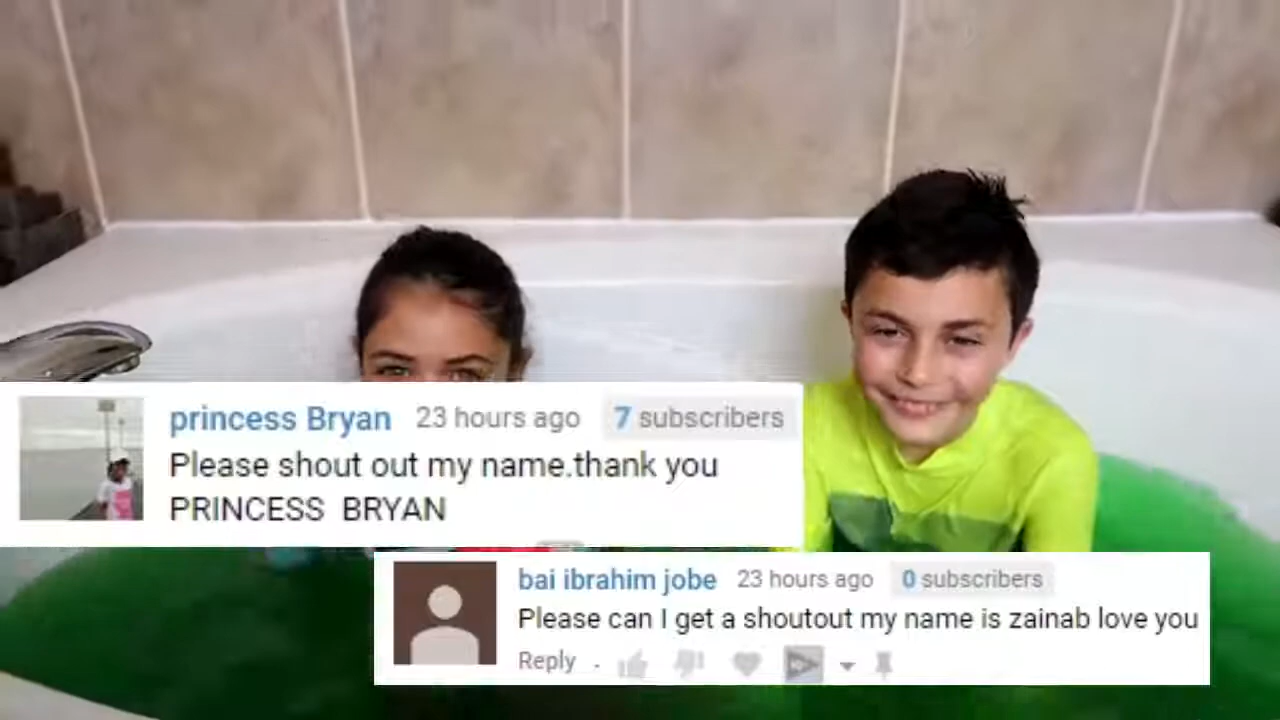 princess Bryan 23 hours ago 7 subscribers
Please shout out my name.thank you
PRINCESS BRYAN
bai ibrahim jobe 23 hours ago 0 subscribers
Please can I get a shoutout my name is zainab love you
Reply